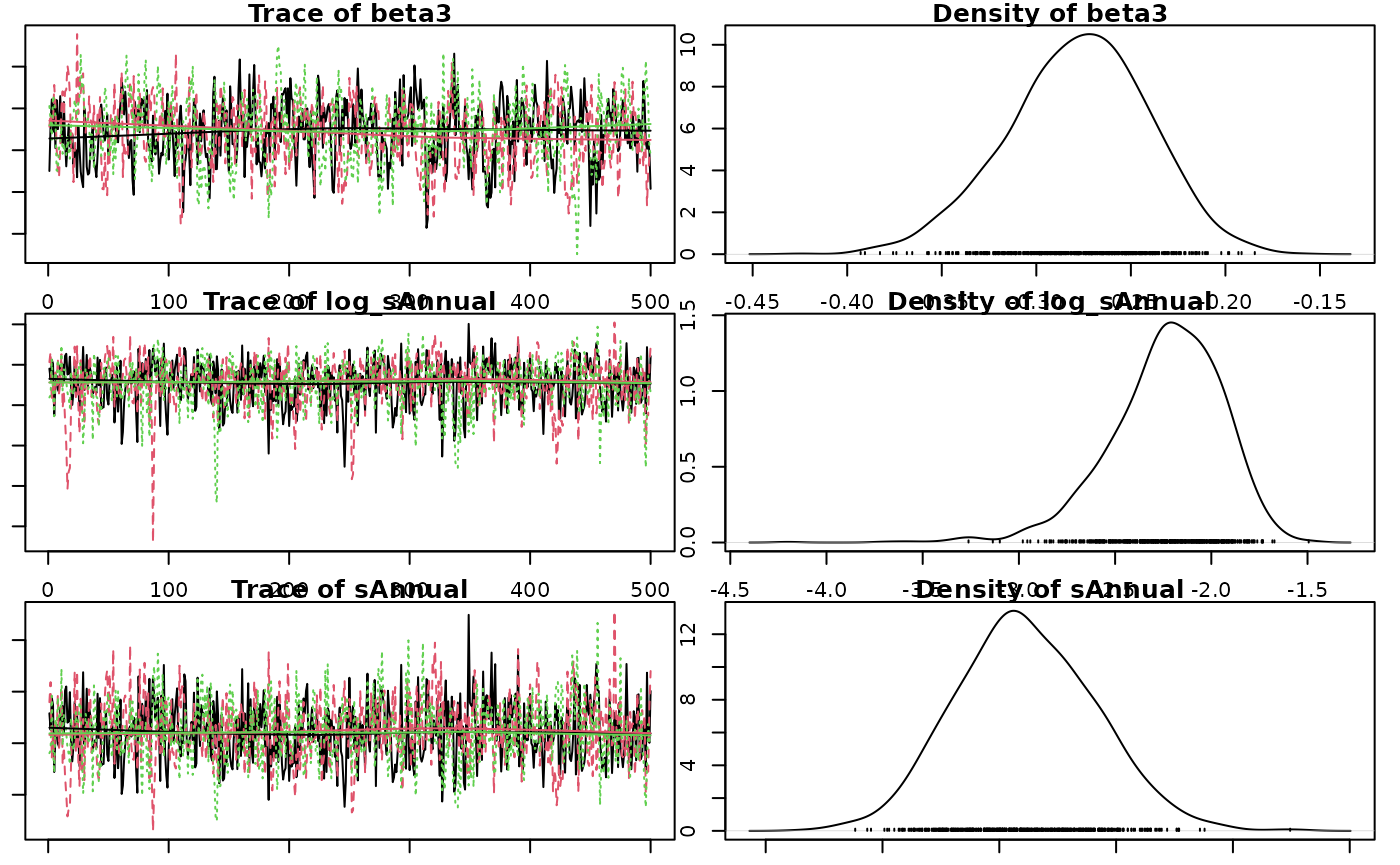 Trace of beta3
Density of beta3
10
8
6
4
2
0
0 100 200 300 400 500
-0.45 -0.40 -0.35 -0.30 -0.25 -0.20 -0.15
Trace of log_sAnnual
Density of log_sAnnual
1.5
1.0
0.5
0.0
0 100 200 300 400 500
-4.5 -4.0 -3.5 -3.0 -2.5 -2.0 -1.5
Trace of sAnnual
Density of sAnnual
12
8
4
0